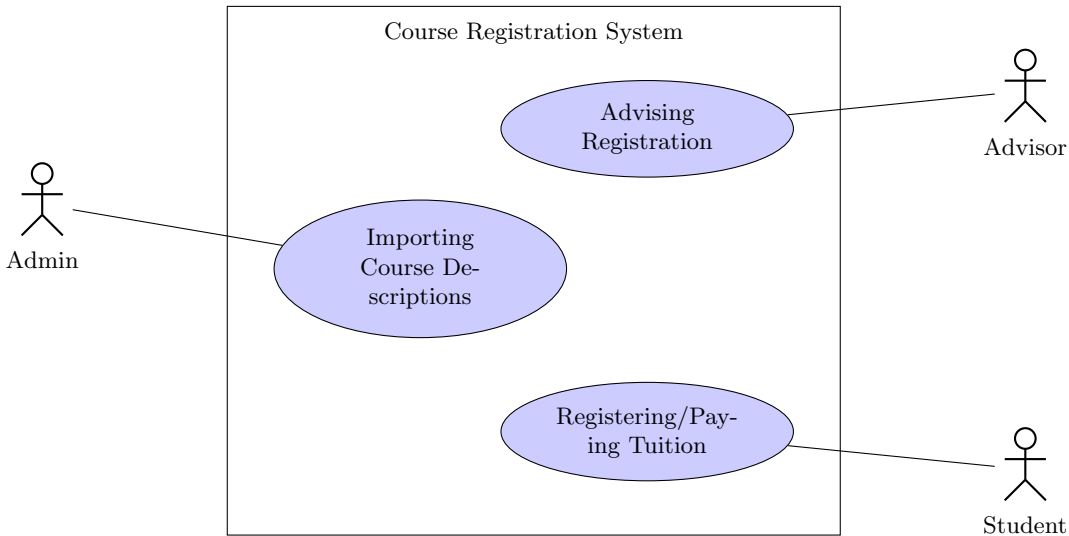 Course Registration System
Advising
Registration
Advisor
Admin
Importing
Course De-
scriptions
Registering/Pay-
ing Tuition
Student